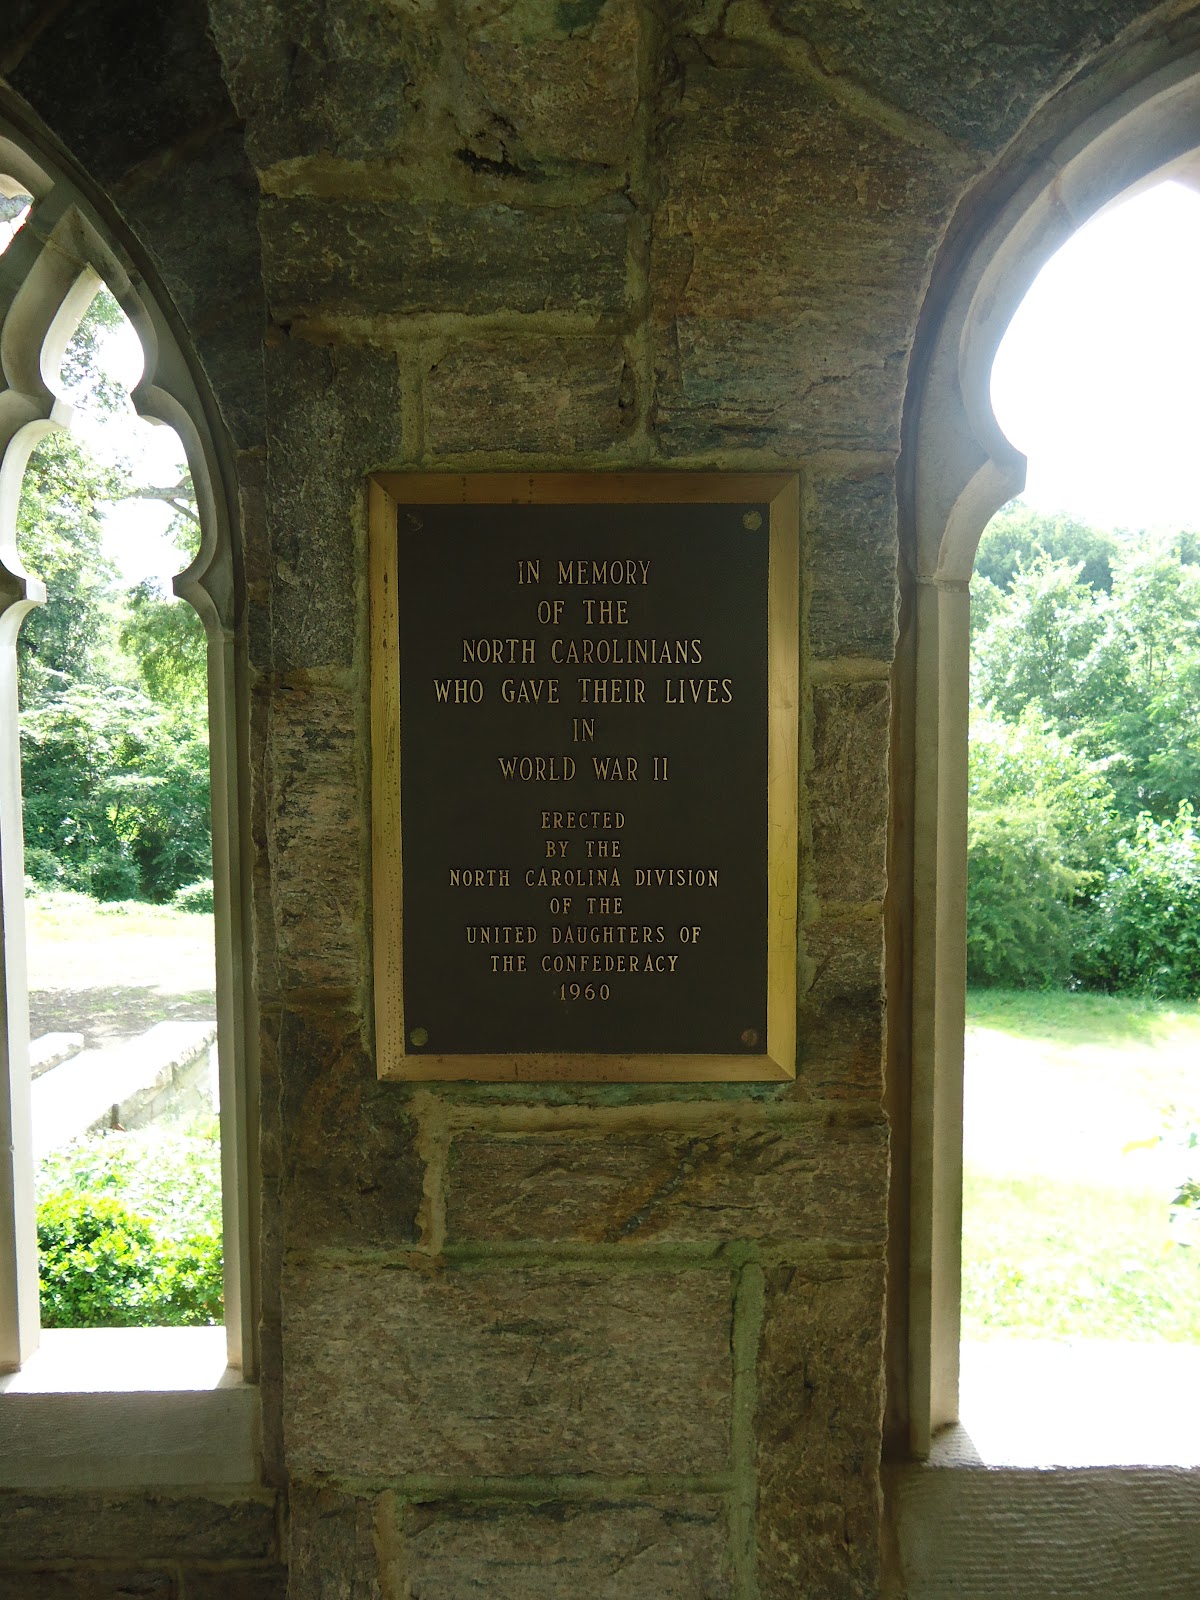 IN MEMORY
OF THE
NORTH CAROLINIANS
WHO GAVE THEIR LIVES
IN
WORLD WAR II
ERECTED
BY THE
NORTH CAROLINA DIVISION
OF THE
UNITED DAUGHTERS OF
THE CONFEDERACY
1960